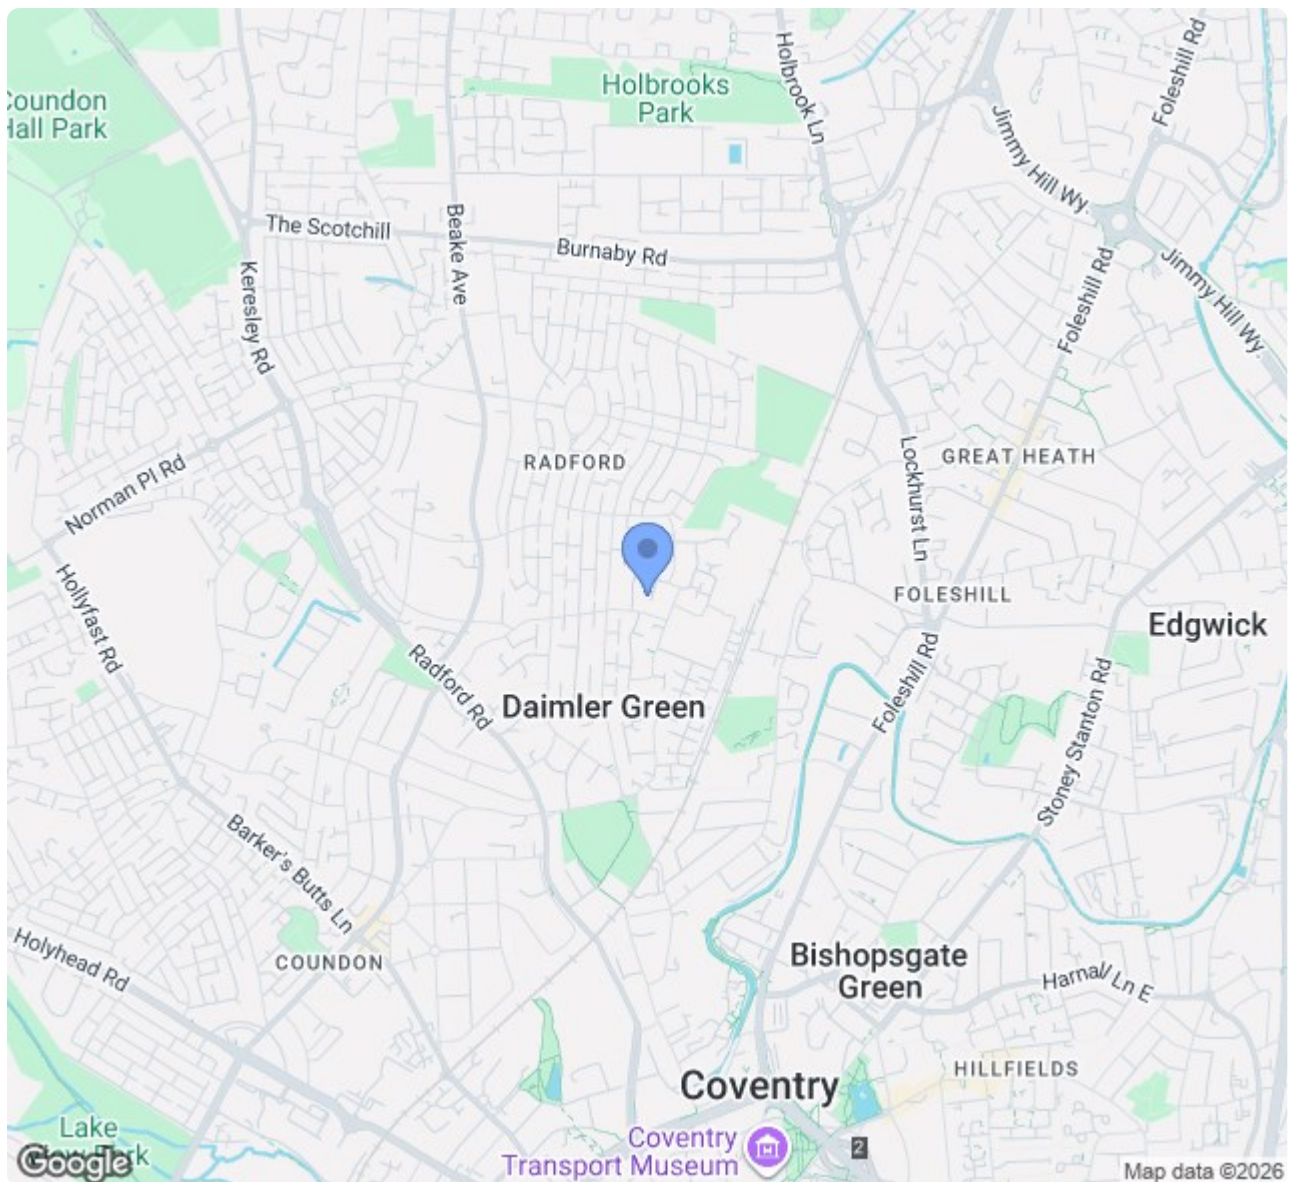 Holbrook Ln
Foleshill Rd
Holbrooks
Park
Coundon
Hall Park
Jimmy Hill Wy
The Scotchill
Beake Ave
Burnaby Rd
Keresley Rd
Foleshill Rd
Jimmy Hill Wy
RADFORD
GREAT HEATH
Norman Pl Rd
Lockhurst Ln
Hollyfast Rd
FOLESHILL
Edgwick
Radford Rd
Daimler Green
Foleshill Rd
Stoney Stanton Rd
Barker's Butts Ln
Holyhead Rd
COUNDON
Bishopsgate
Green
Harnall Ln E
HILLFIELDS
Coventry
Lake
Park
Coventry
Transport Museum
2
Google
Map data ©2026